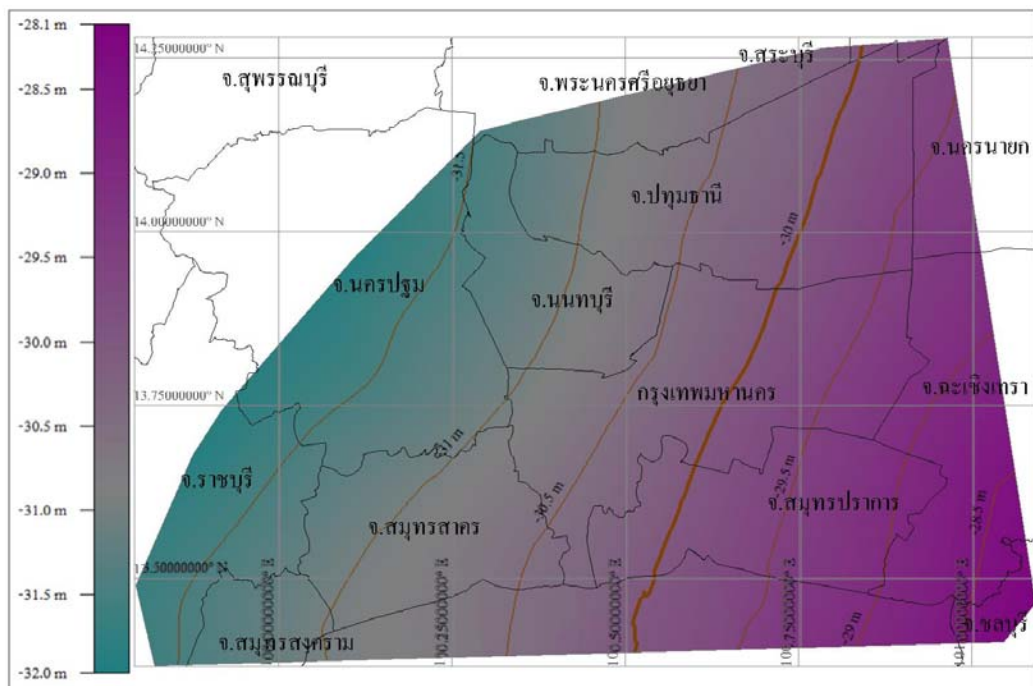 -28.1 m
-28.5 m
-29.0 m
-29.5 m
-30.0 m
-30.5 m
-31.0 m
-31.5 m
-32.0 m
14.25000000° N
จ.สุพรรณบุรี
จ.พระนครศรีอยุธยา
จ.สระบุรี
จ.นครนายก
-31.5
จ.ปทุมธานี
14.00000000° N
-30 m
จ.นครปฐม
จ.นนทบุรี
13.75000000° N
กรุงเทพมหานคร
จ.ฉะเชิงเทรา
-31 m
จ.ราชบุรี
-30.5 m
-29.5 m
-28.5 m
จ.สมุทรสาคร
จ.สมุทรปราการ
13.50000000° N
100.25000000° E
100.50000000° E
100.75000000° E
จ.สมุทรสงคราม
-29 m
จ.ชลบุรี